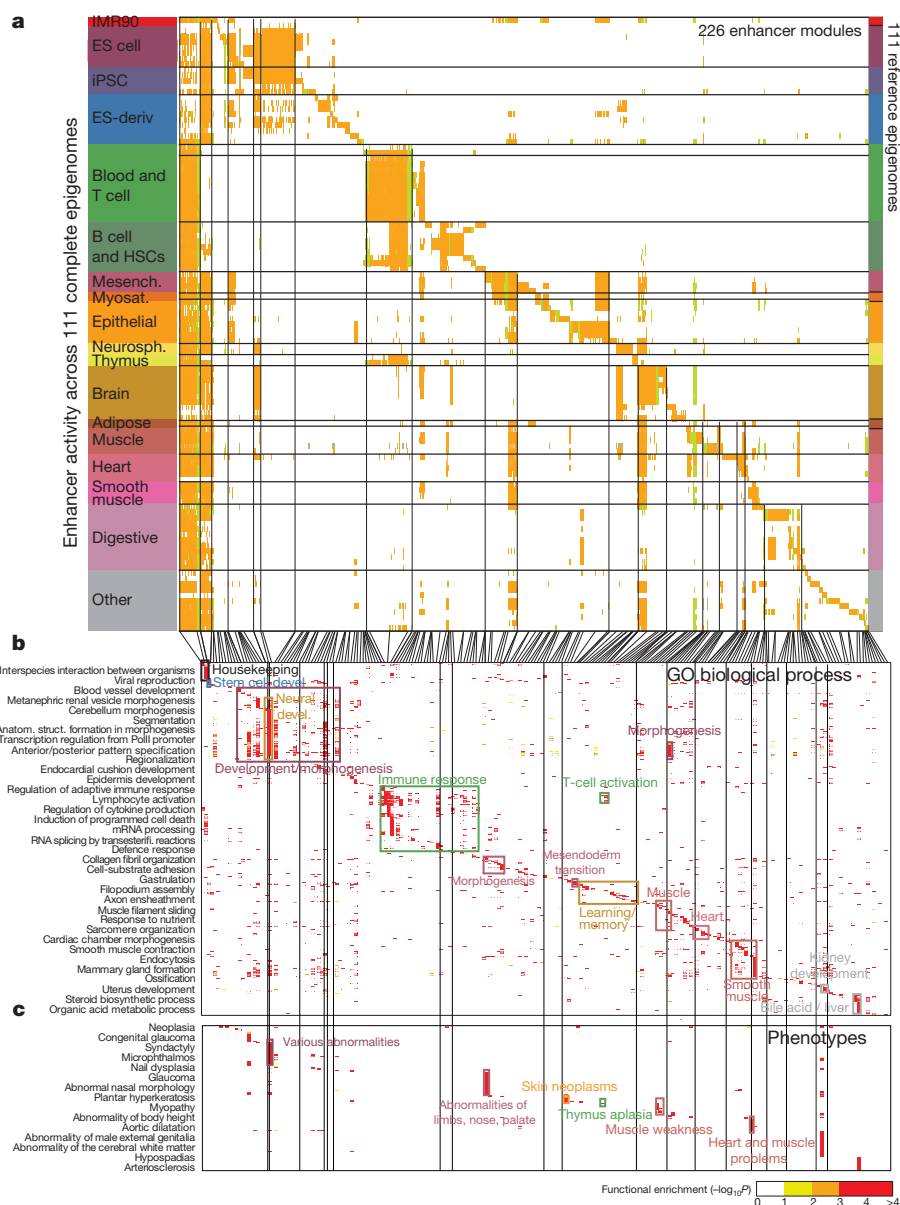 a
226 enhancer modules
111 reference epigenomes
Enhancer activity across 111 complete epigenomes
IMR90
ES cell
iPSC
ES-deriv
Blood and
T cell
B cell
and HSCs
Mesench.
Myosat.
Epithelial
Neurosph.
Thymus
Brain
Adipose
Muscle
Heart
Smooth
muscle
Digestive
Other
b
GO biological process
Interspecies interaction between organisms
Viral reproduction
Blood vessel development
Metanephric renal vesicle morphogenesis
Cerebellum morphogenesis
Segmentation
Anatom. struct. formation in morphogenesis
Transcription regulation from PolII promoter
Anterior/posterior pattern specification
Regionalization
Endocardial cushion development
Epidermis development
Regulation of adaptive immune response
Lymphocyte activation
Regulation of cytokine production
Induction of programmed cell death
mRNA processing
RNA splicing by transesterifi. reactions
Defence response
Collagen fibril organization
Cell-substrate adhesion
Gastrulation
Filopodium assembly
Axon ensheathment
Muscle filament sliding
Response to nutrient
Sarcomere organization
Cardiac chamber morphogenesis
Smooth muscle contraction
Endocytosis
Mammary gland formation
Ossification
Uterus development
Steroid biosynthetic process
Organic acid metabolic process
Housekeeping
Stem cell devel.
Neural
devel.
Development/morphogenesis
Immune response
Morphogenesis
T-cell activation
Morphogenesis
Mesendoderm
transition
Learning/
memory
Muscle
Heart
Smooth
muscle
Kidney
development
Bile acid / liver
c
Phenotypes
Neoplasia
Congenital glaucoma
Syndactyly
Microphthalmos
Nail dysplasia
Glaucoma
Abnormal nasal morphology
Plantar hyperkeratosis
Myopathy
Abnormality of body height
Aortic dilatation
Abnormality of male external genitalia
Abnormality of the cerebral white matter
Hypospadias
Arteriosclerosis
Various abnormalities
Abnormalities of
limbs, nose, palate
Skin neoplasms
Thymus aplasia
Muscle weakness
Heart and muscle
problems
Functional enrichment (–log₁₀P)
0 1 2 3 4 >4